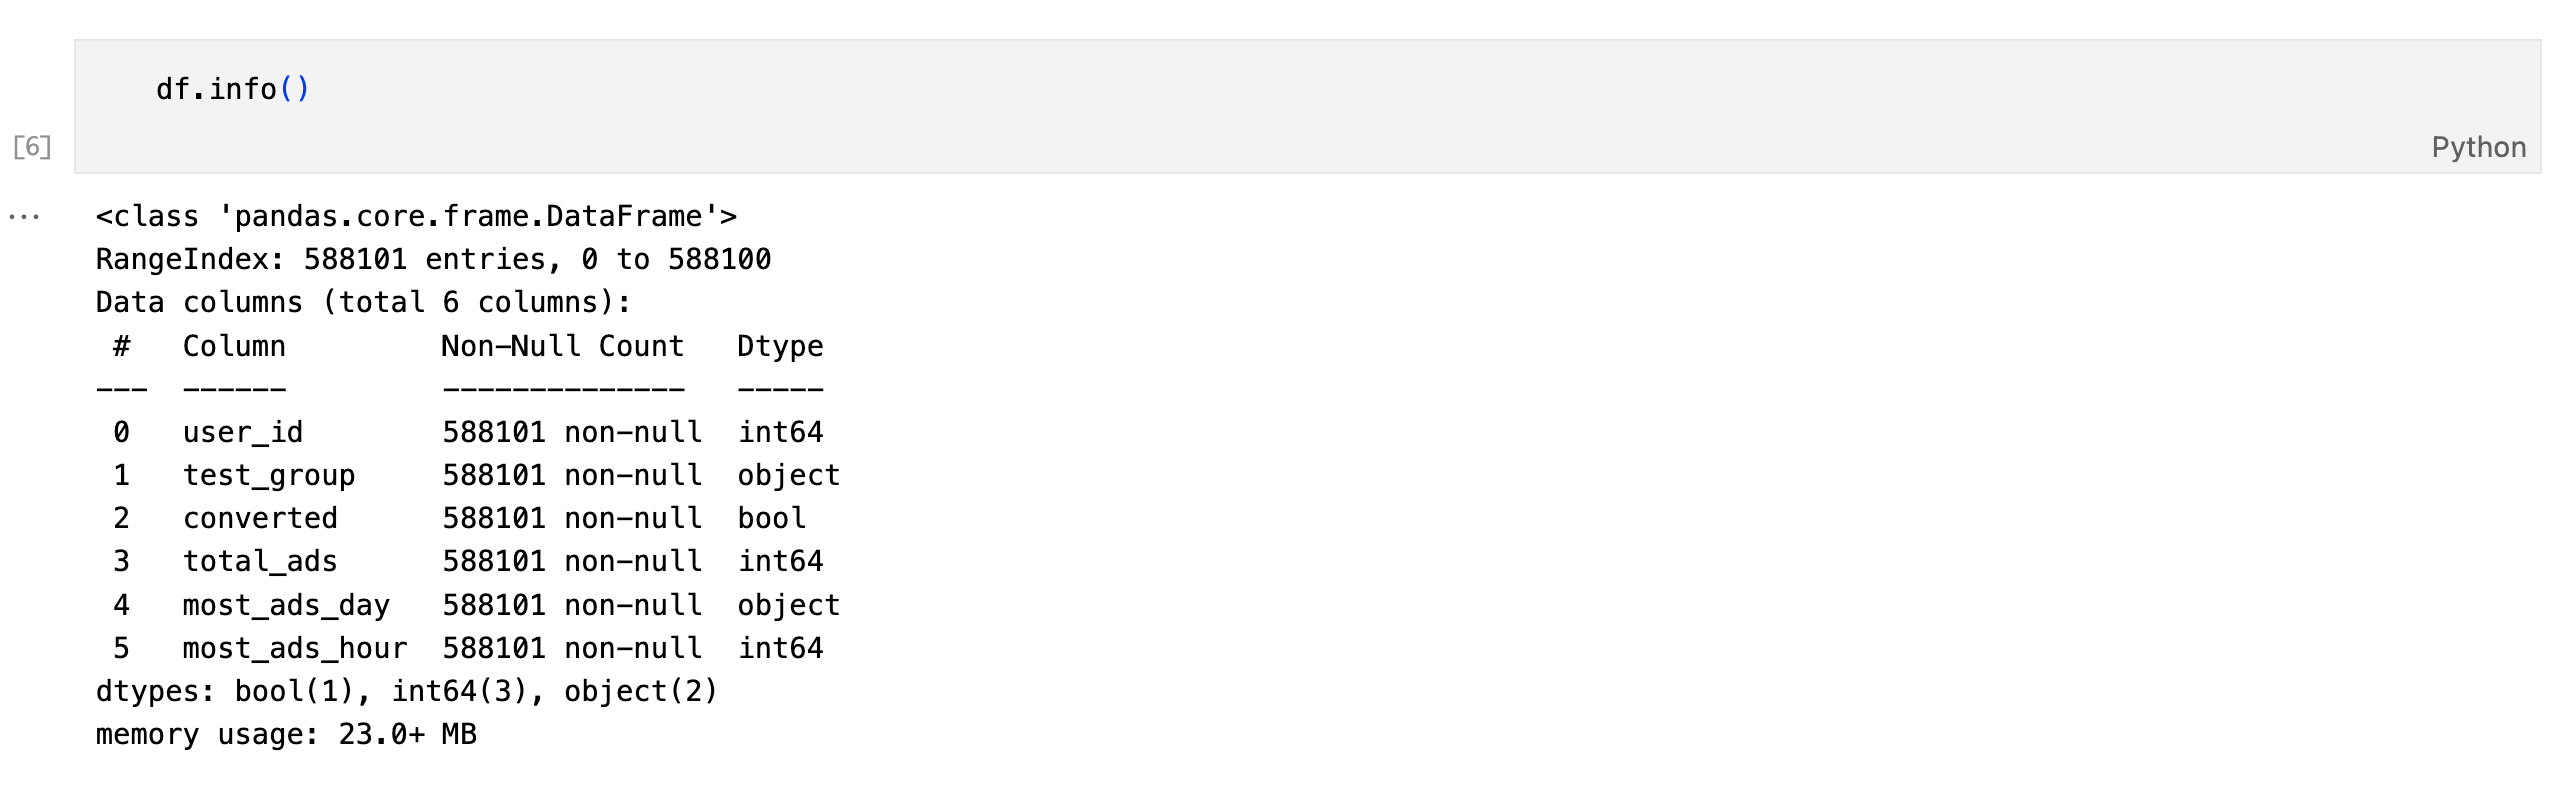 df.info()
[6]
Python
...
<class 'pandas.core.frame.DataFrame'>
RangeIndex: 588101 entries, 0 to 588100
Data columns (total 6 columns):
 #   Column         Non-Null Count   Dtype
---  ------         --------------   -----
 0   user_id        588101 non-null  int64
 1   test_group     588101 non-null  object
 2   converted      588101 non-null  bool
 3   total_ads      588101 non-null  int64
 4   most_ads_day   588101 non-null  object
 5   most_ads_hour  588101 non-null  int64
dtypes: bool(1), int64(3), object(2)
memory usage: 23.0+ MB